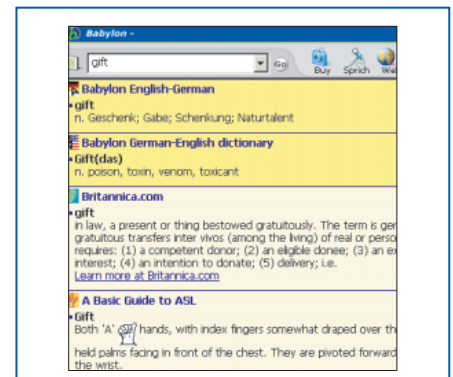 Babylon -
gift
Go
Buy
Sprich
We
Babylon English-German
• gift
n. Geschenk; Gabe; Schenkung; Naturtalent
Babylon German-English dictionary
• Gift(das)
n. poison, toxin, venom, toxicant
Britannica.com
• gift
in law, a present or thing bestowed gratuitously. The term is ger
gratuitous transfers inter vivos (among the living) of real or perso
requires: (1) a competent donor; (2) an eligible donee; (3) an ex
interest; (4) an intention to donate; (5) delivery; i.e.
Learn more at Britannica.com
A Basic Guide to ASL
• Gift
Both 'A' hands, with index fingers somewhat draped over th
held palms facing in front of the chest. They are pivoted forward
the wrist.